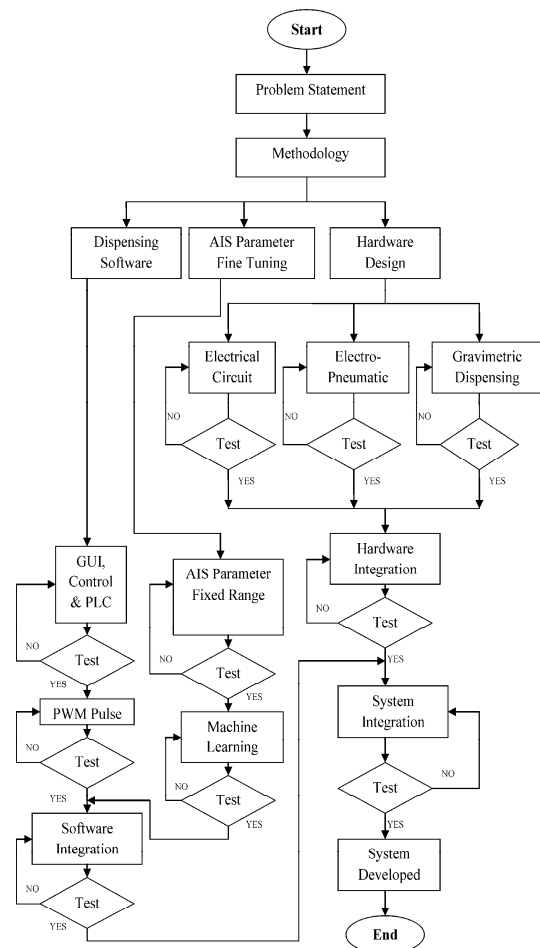 Start
Problem Statement
Methodology
Dispensing
Software
AIS Parameter
Fine Tuning
Hardware
Design
Electrical
Circuit
Electro-
Pneumatic
Gravimetric
Dispensing
NO
Test
YES
NO
Test
YES
NO
Test
YES
GUI,
Control
& PLC
AIS Parameter
Fixed Range
Hardware
Integration
NO
Test
YES
NO
Test
YES
NO
Test
YES
PWM Pulse
Machine
Learning
System
Integration
NO
Test
YES
NO
Test
YES
Test
NO
YES
Software
Integration
System
Developed
NO
Test
YES
End